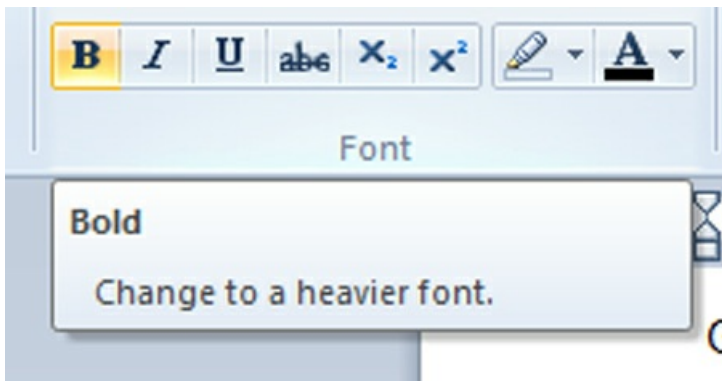 B I U abc X₂ X² A
Font
Bold
Change to a heavier font.